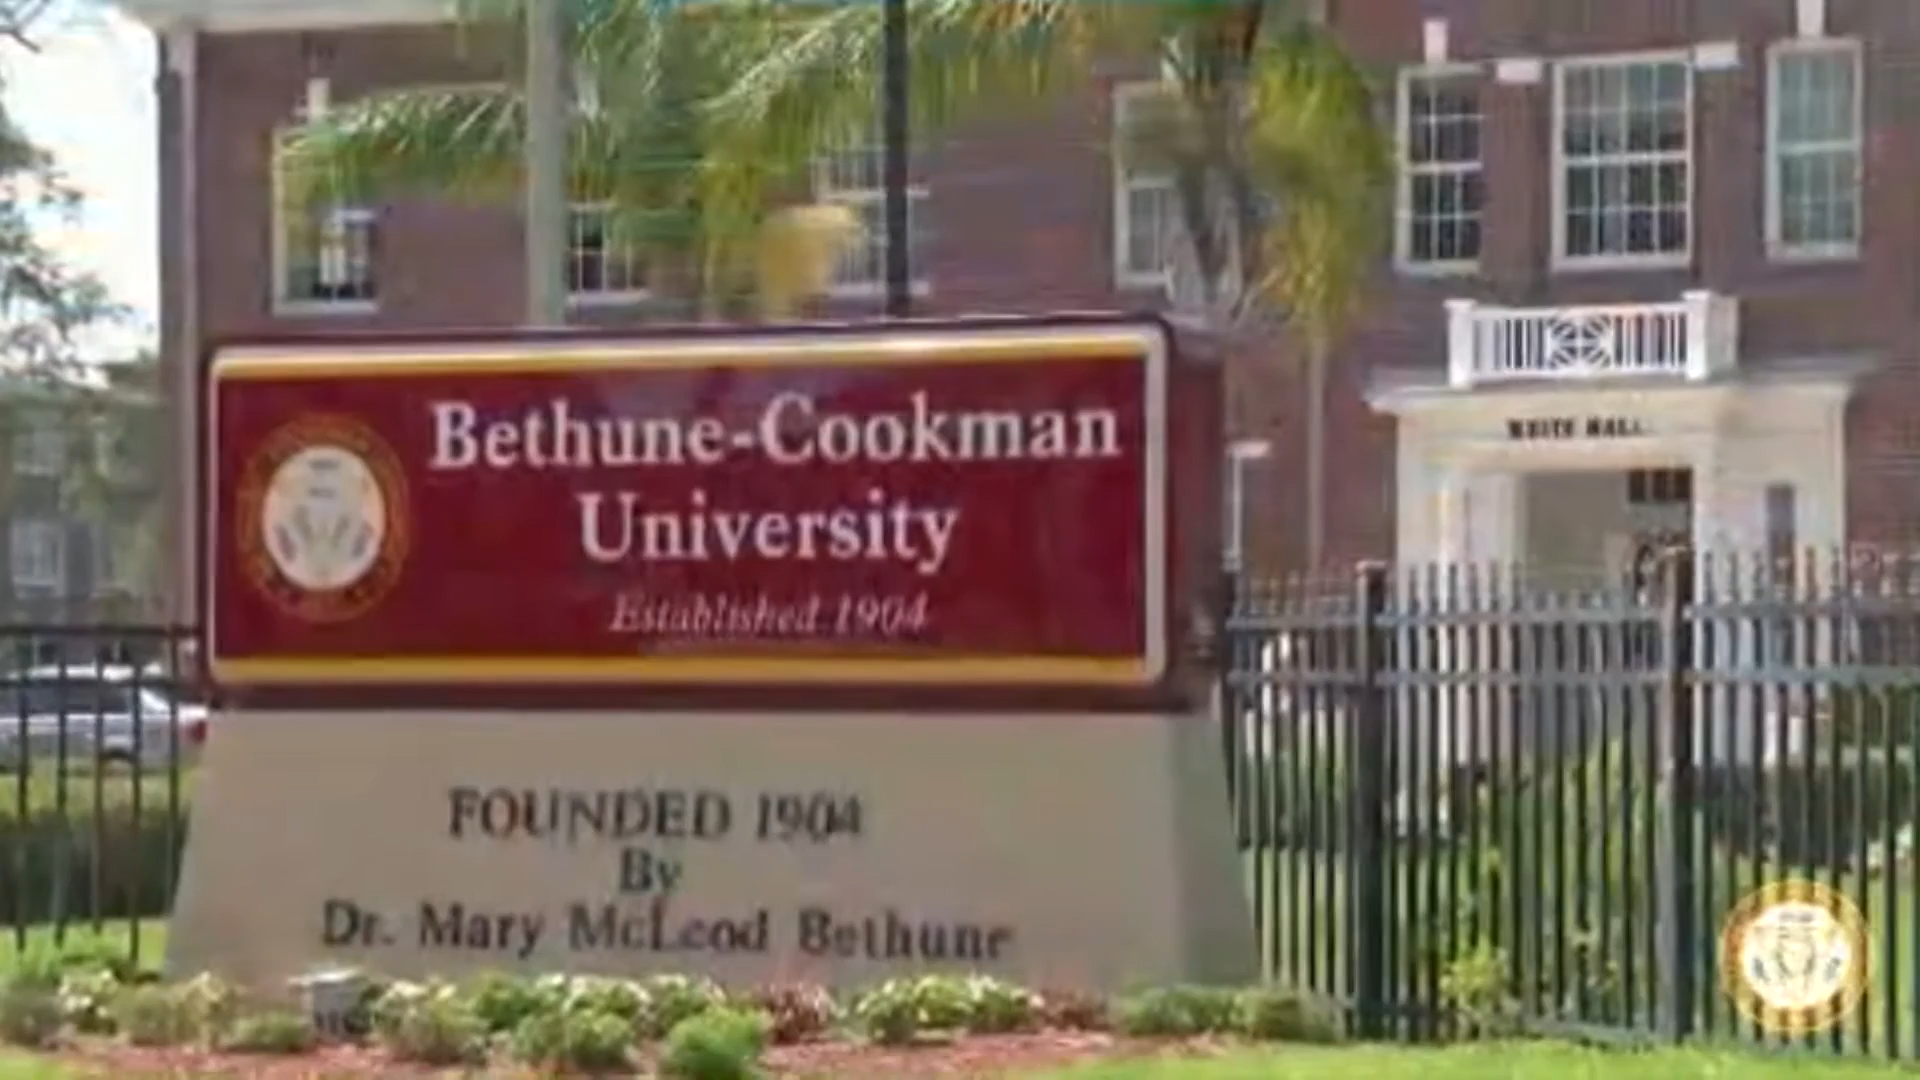 Bethune-Cookman
University
Established 1904
WHITE HALL
FOUNDED 1904
By
Dr. Mary McLeod Bethune